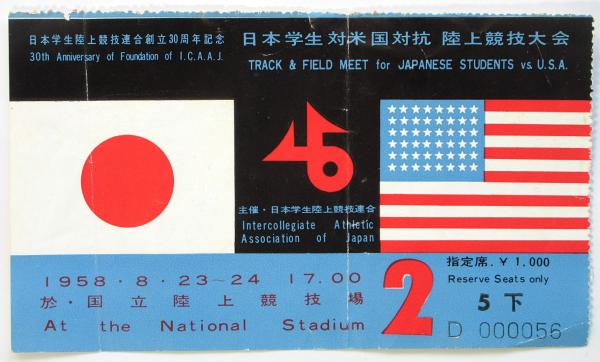 日本学生陸上競技連合創立30周年記念
30th Anniversary of Foundation of I.C.A.A.J.
日本学生対米国対抗 陸上競技大会
TRACK & FIELD MEET for JAPANESE STUDENTS vs. U.S.A.
主催・日本学生陸上競技連合
Intercollegiate Athletic
Association of Japan
1958・8・23~24 17.00
於・国立陸上競技場
At the National Stadium
2
指定席.¥1,000
Reserve Seats only
5下
D 000056